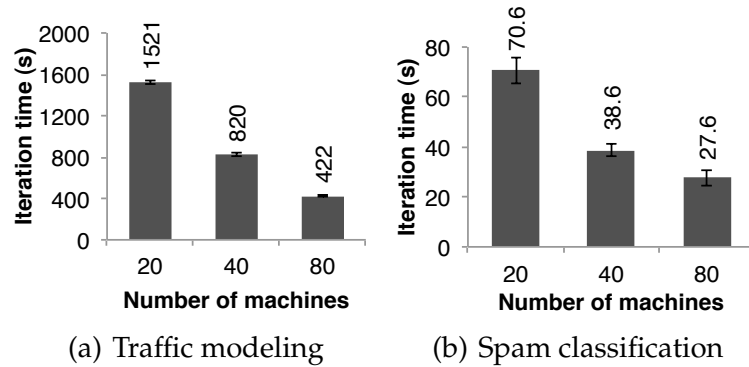 Iteration time (s)
2000
1600
1200
800
400
0
1521
820
422
20 40 80
Number of machines
(a) Traffic modeling
Iteration time (s)
80
60
40
20
0
70.6
38.6
27.6
20 40 80
Number of machines
(b) Spam classification